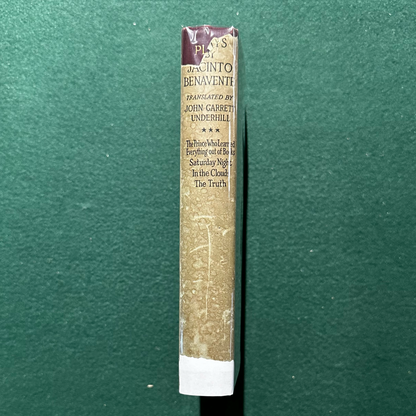 PLAYS
OF
JACINTO
BENAVENTE
TRANSLATED BY
JOHN GARRETT
UNDERHILL
★★★
The Prince Who Learned
Everything out of Books
Saturday Night
In the Clouds
The Truth